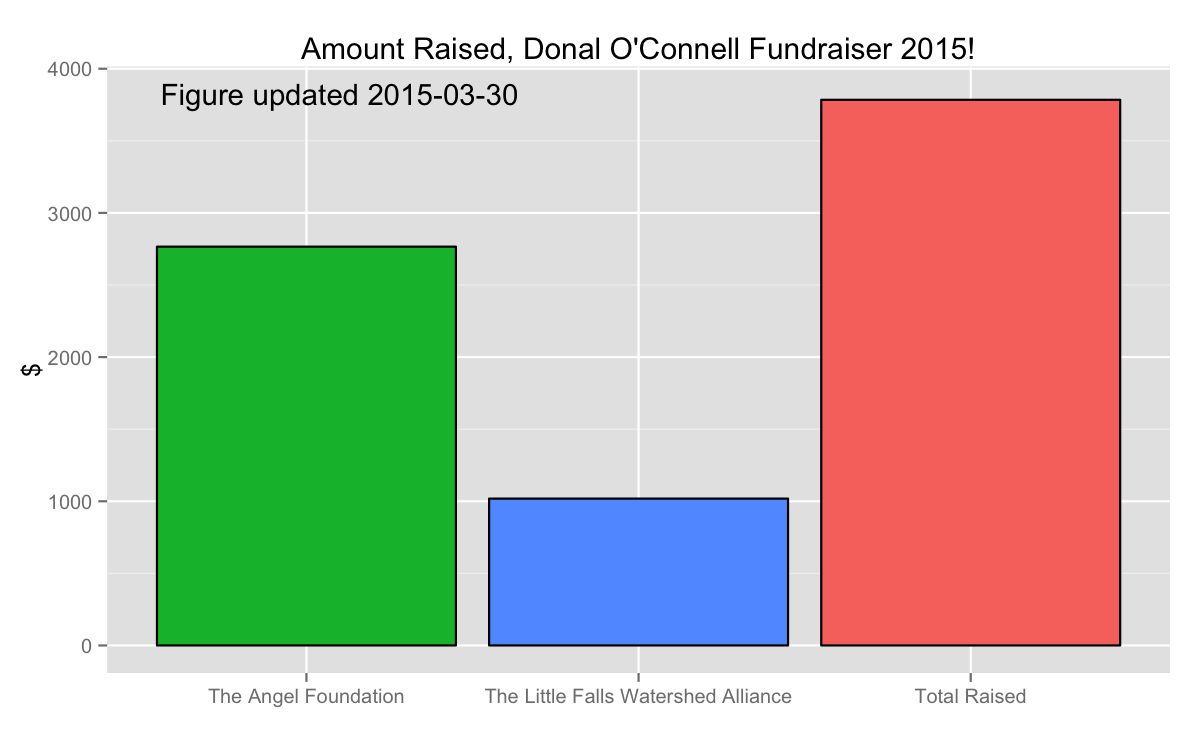 Amount Raised, Donal O'Connell Fundraiser 2015!
Figure updated 2015-03-30
4000
3000
2000
1000
0
$
The Angel Foundation
The Little Falls Watershed Alliance
Total Raised